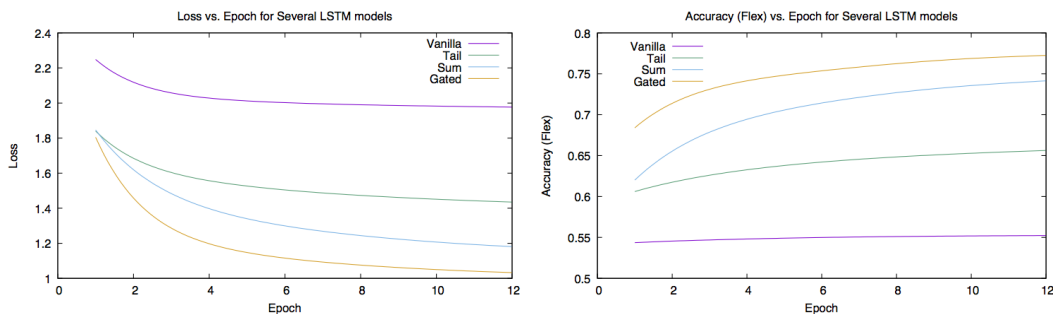 Loss vs. Epoch for Several LSTM models
2.4
2.2
2
1.8
1.6
1.4
1.2
1
Loss
Vanilla
Tail
Sum
Gated
0 2 4 6 8 10 12
Epoch
Accuracy (Flex) vs. Epoch for Several LSTM models
0.8
0.75
0.7
0.65
0.6
0.55
0.5
Accuracy (Flex)
Vanilla
Tail
Sum
Gated
0 2 4 6 8 10 12
Epoch